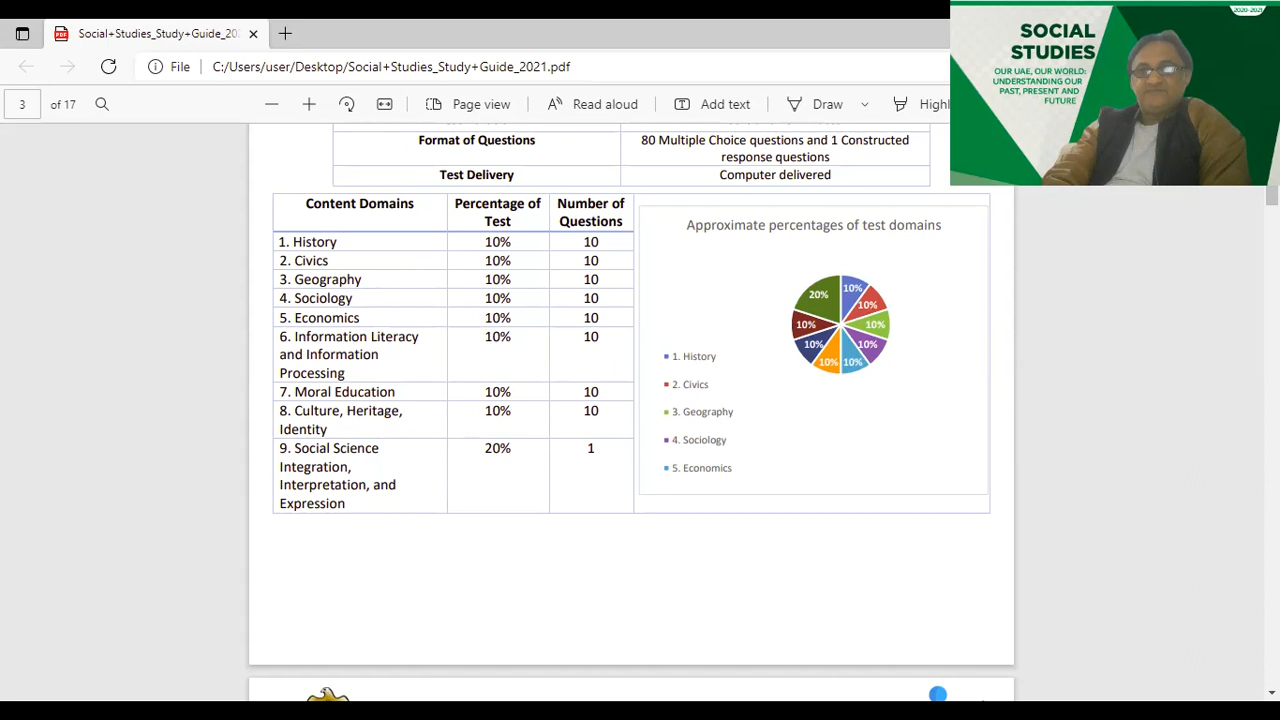 Social+Studies_Study+Guide_202
File
C:/Users/user/Desktop/Social+Studies_Study+Guide_2021.pdf
3
of 17
Page view
Read aloud
Add text
Draw
Highl
2020-2021
SOCIAL
STUDIES
OUR UAE, OUR WORLD:
UNDERSTANDING OUR
PAST, PRESENT AND
FUTURE
Format of Questions
80 Multiple Choice questions and 1 Constructed
response questions
Test Delivery
Computer delivered
Content Domains
Percentage of
Test
Number of
Questions
1. History 10% 10
2. Civics 10% 10
3. Geography 10% 10
4. Sociology 10% 10
5. Economics 10% 10
6. Information Literacy 10% 10
and Information
Processing
7. Moral Education 10% 10
8. Culture, Heritage, 10% 10
Identity
9. Social Science 20% 1
Integration,
Interpretation, and
Expression
Approximate percentages of test domains
20% 10%
10%
10% 10%
10% 10%
10% 10%
1. History
2. Civics
3. Geography
4. Sociology
5. Economics